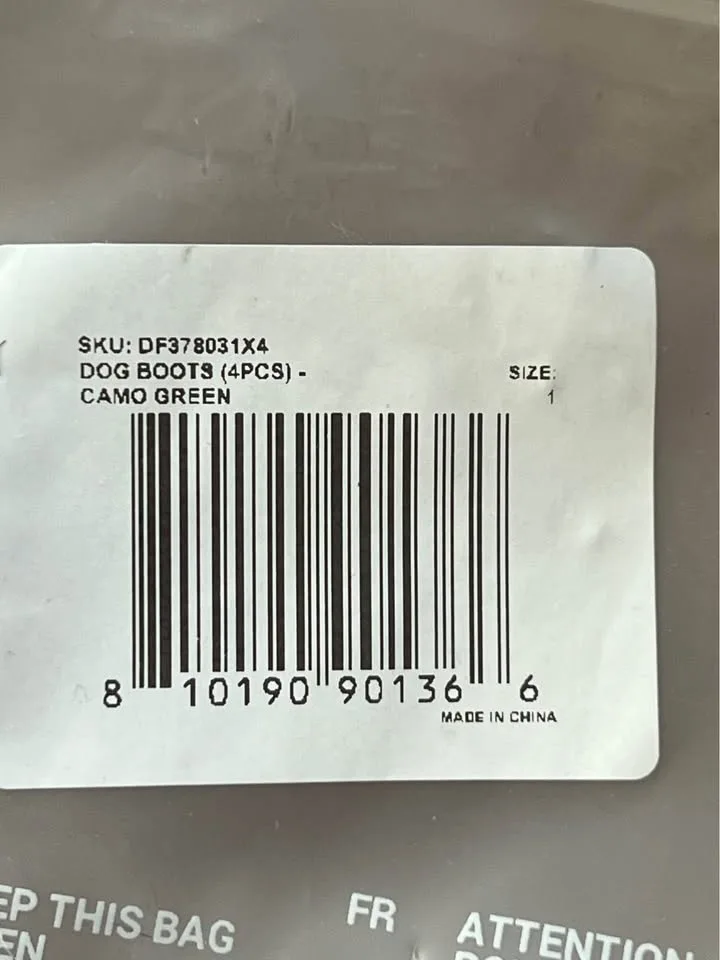 SKU: DF378031X4
DOG BOOTS (4PCS) -
CAMO GREEN
SIZE:
1
8 10190 90136 6
MADE IN CHINA
THIS BAG
FR
ATTENTION